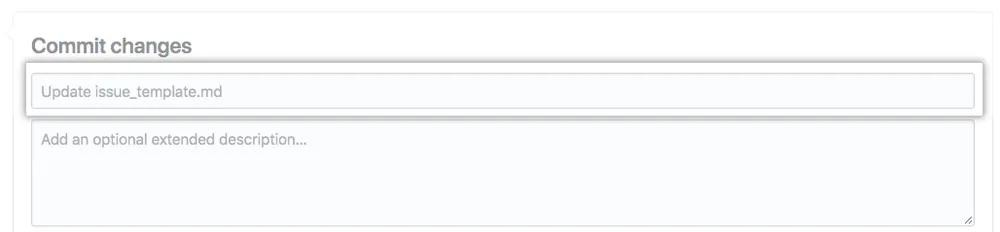 Commit changes
Update issue_template.md
Add an optional extended description...